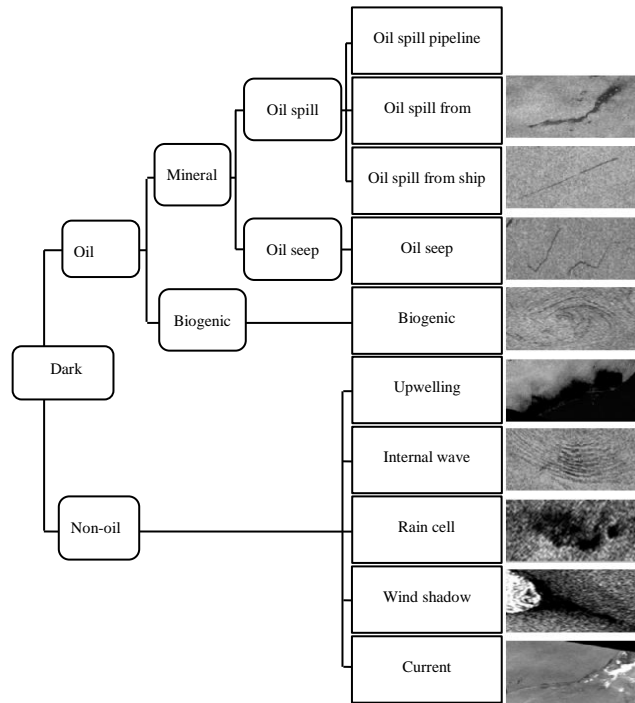 Oil spill pipeline
Oil spill
Oil spill from
Mineral
Oil spill from ship
Oil
Oil seep
Oil seep
Biogenic
Biogenic
Dark
Upwelling
Internal wave
Non-oil
Rain cell
Wind shadow
Current